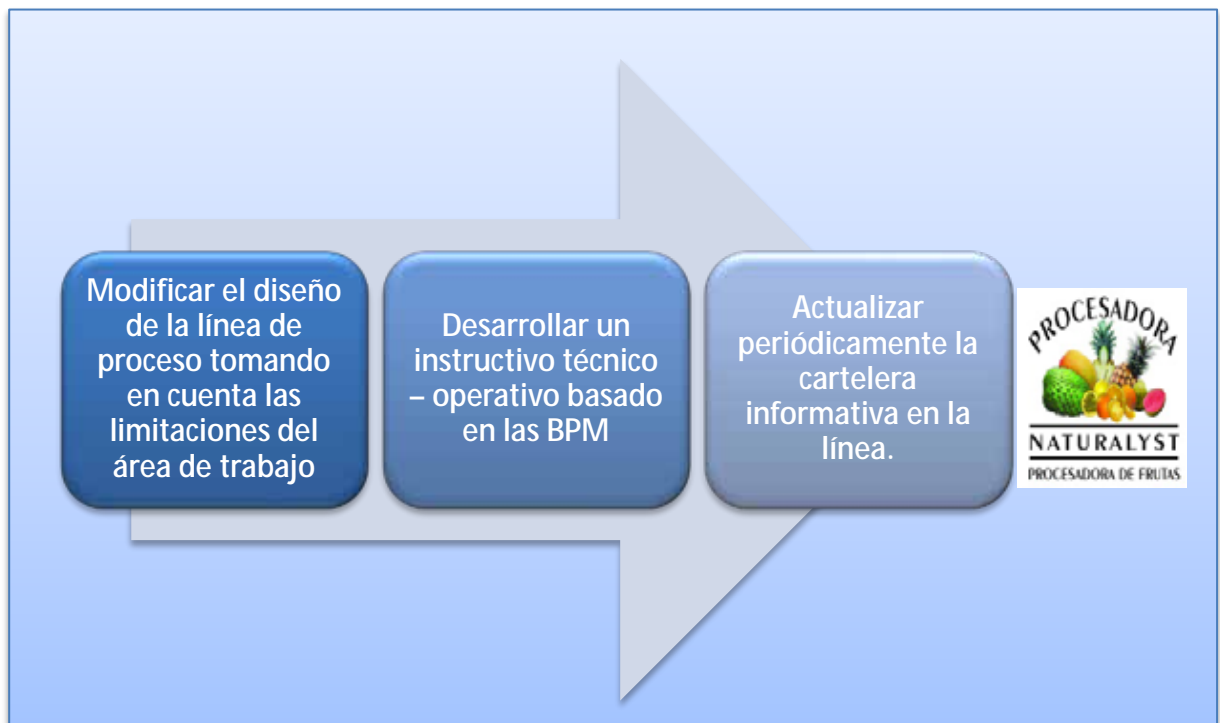 Modificar el diseño
de la línea de
proceso tomando
en cuenta las
limitaciones del
área de trabajo
Desarrollar un
instructivo técnico
– operativo basado
en las BPM
Actualizar
periódicamente la
cartelera
informativa en la
línea.
PROCESADORA
NATURALYST
PROCESADORA DE FRUTAS